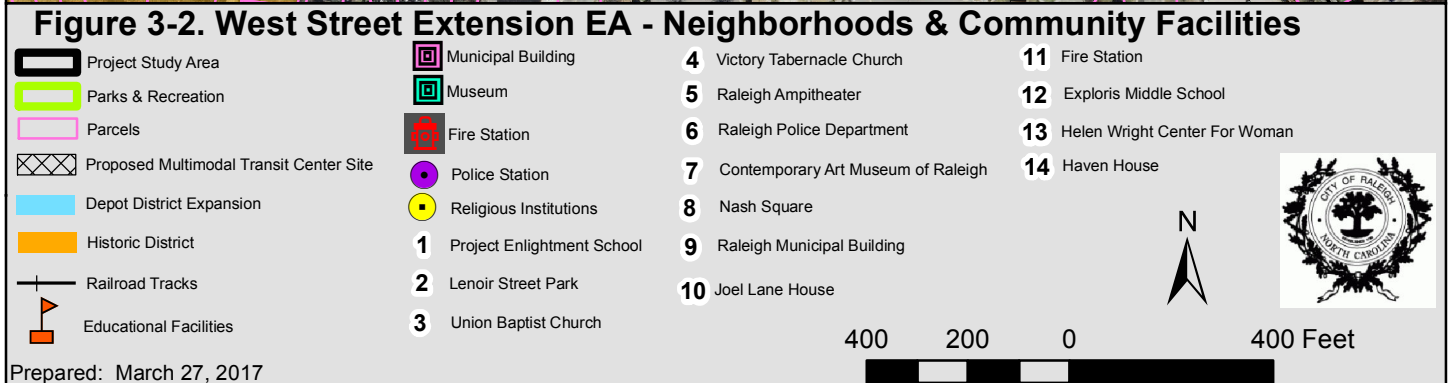 Figure 3-2. West Street Extension EA - Neighborhoods & Community Facilities
Project Study Area
Parks & Recreation
Parcels
Proposed Multimodal Transit Center Site
Depot District Expansion
Historic District
Railroad Tracks
Educational Facilities
Prepared: March 27, 2017
Municipal Building
Museum
Fire Station
Police Station
Religious Institutions
1 Project Enlightment School
2 Lenoir Street Park
3 Union Baptist Church
4 Victory Tabernacle Church
5 Raleigh Ampitheater
6 Raleigh Police Department
7 Contemporary Art Museum of Raleigh
8 Nash Square
9 Raleigh Municipal Building
10 Joel Lane House
11 Fire Station
12 Exploris Middle School
13 Helen Wright Center For Woman
14 Haven House
N
CITY OF RALEIGH
NORTH CAROLINA
400 200 0 400 Feet